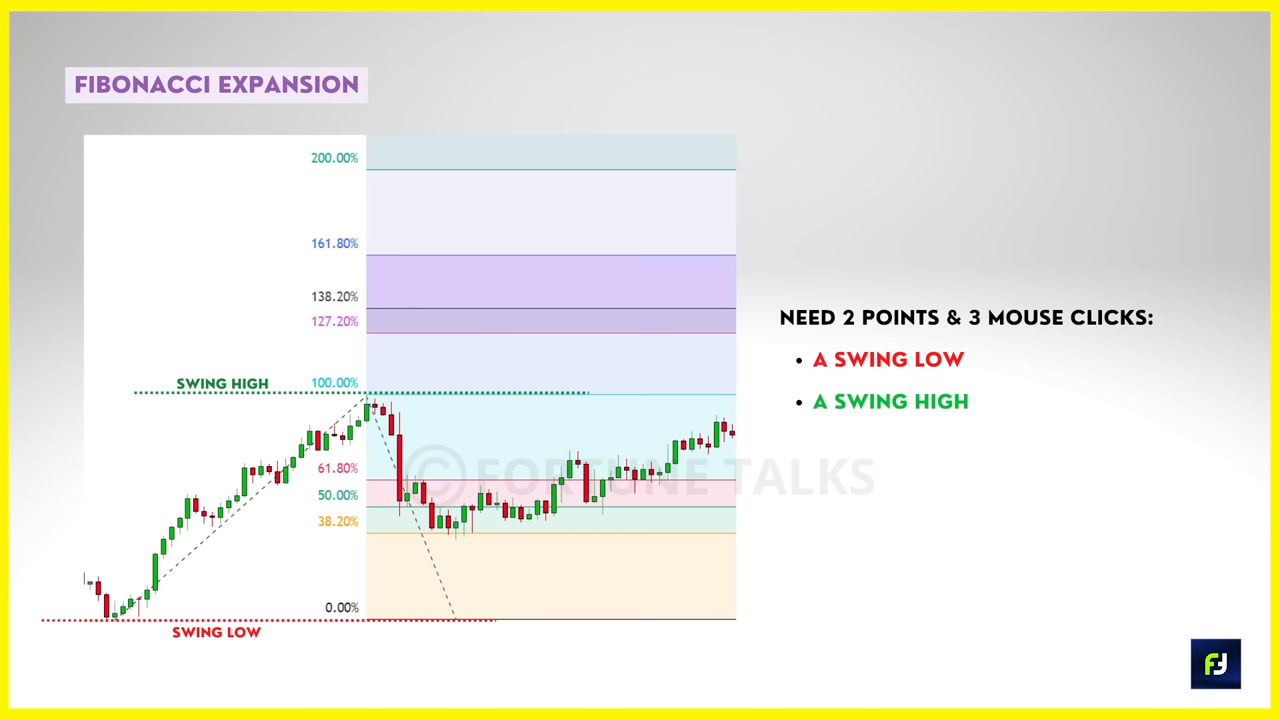 FIBONACCI EXPANSION
200.00%
161.80%
138.20%
127.20%
SWING HIGH 100.00%
61.80%
50.00%
38.20%
0.00%
SWING LOW
NEED 2 POINTS & 3 MOUSE CLICKS:
• A SWING LOW
• A SWING HIGH
© FORTUNE TALKS